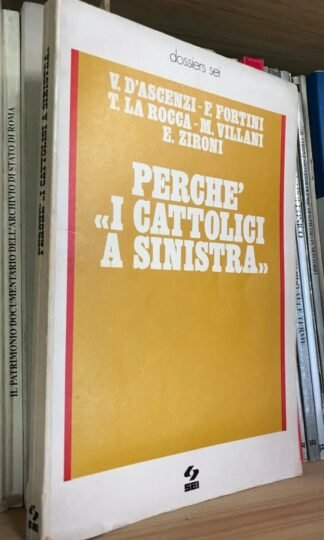 dossiers sei
V. D'ASCENZI - F. FORTINI
T. LA ROCCA - M. VILLANI
E. ZIRONI
PERCHE'
«I CATTOLICI
A SINISTRA»
SEI
PERCHE' «I CATTOLICI A SINISTRA»
SEI
IL PATRIMONIO DOCUMENTARIO DELL'ARCHIVIO DI STATO DI ROMA